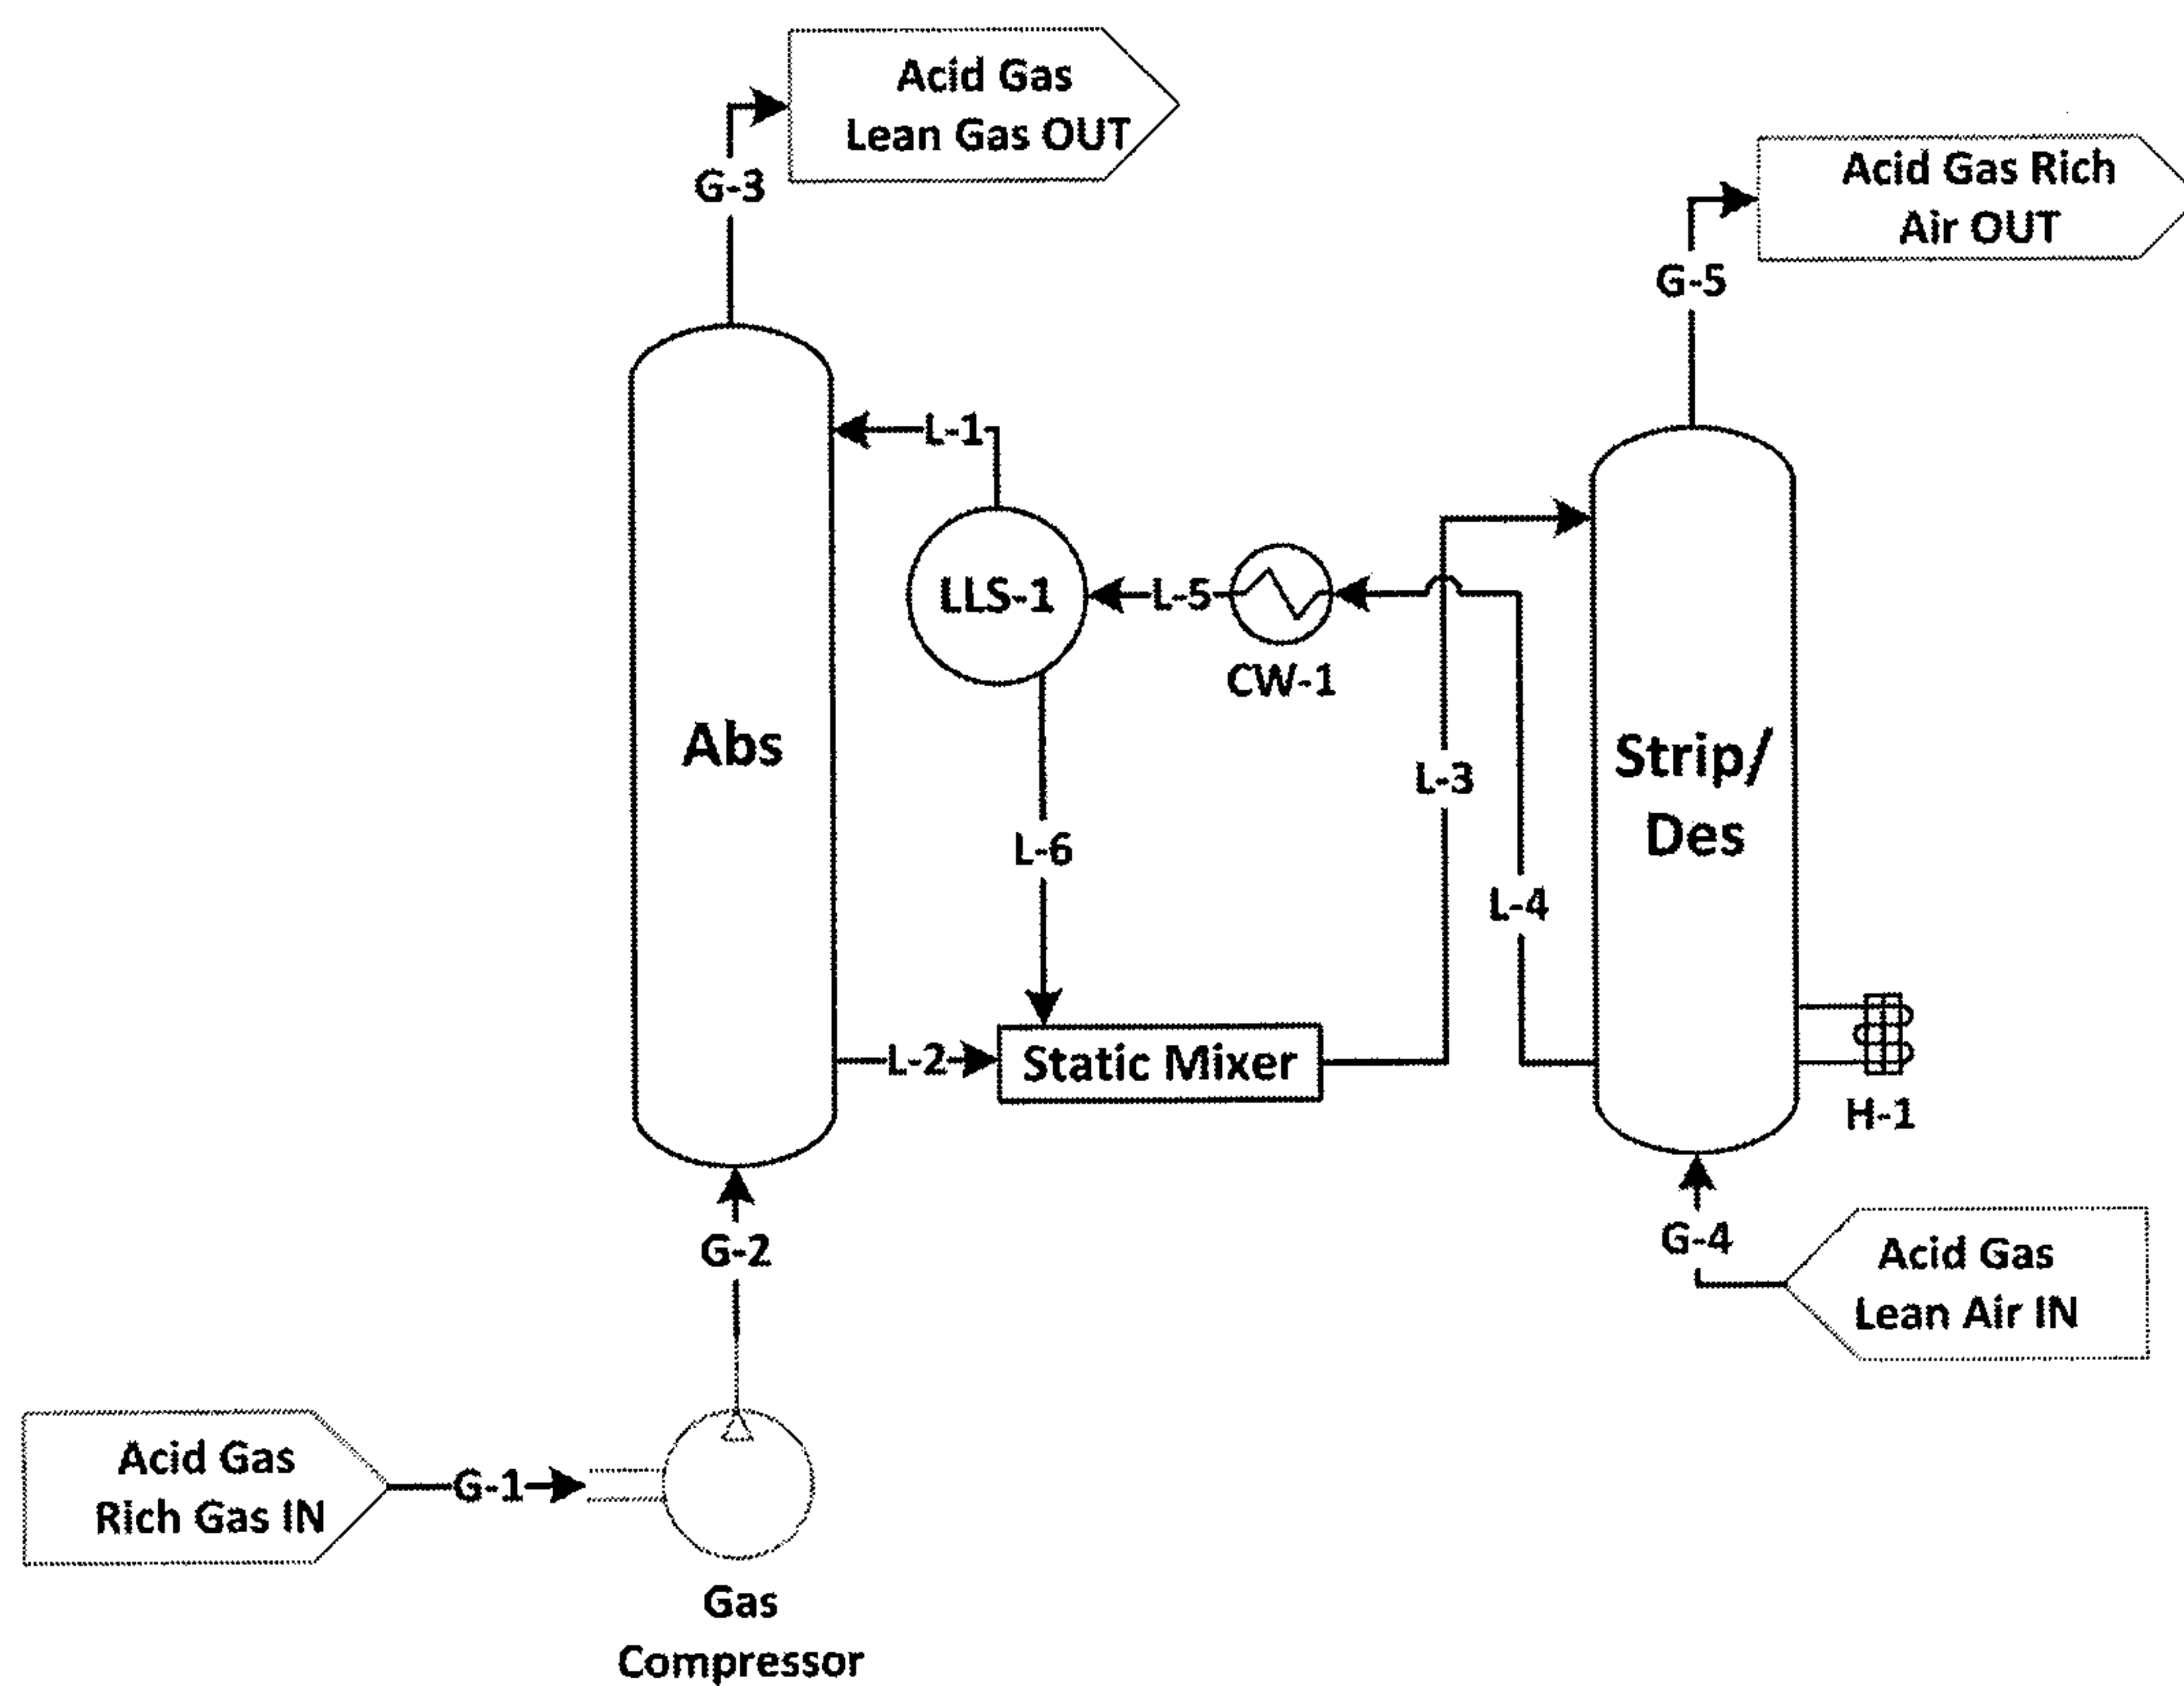 Acid Gas
Lean Gas OUT
G-3
Acid Gas Rich
Air OUT
G-5
L-1
LLS-1
L-5
CW-1
Abs
Strip/
Des
L-3
L-6
L-4
L-2
Static Mixer
H-1
G-2
G-4
Acid Gas
Lean Air IN
Acid Gas
Rich Gas IN
G-1
Gas
Compressor